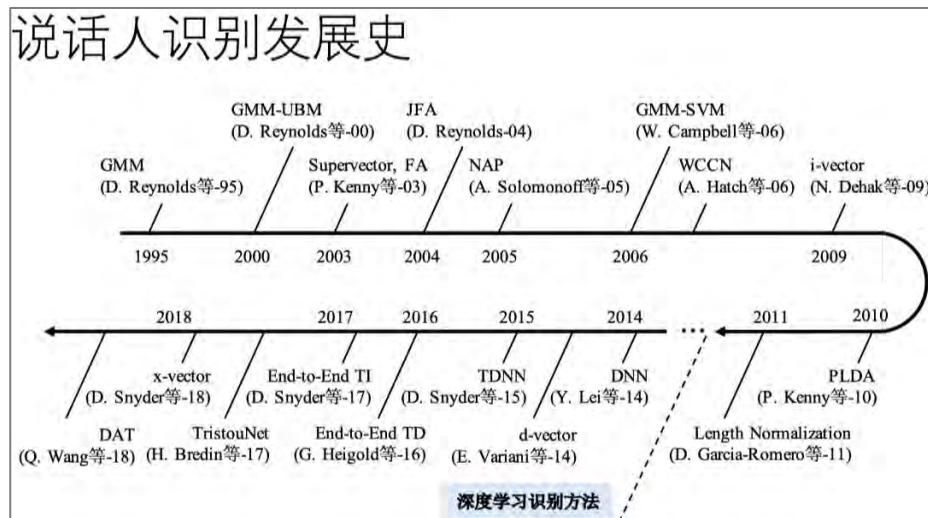 说话人识别发展史
GMM-UBM
(D. Reynolds等-00)
JFA
(D. Reynolds-04)
GMM-SVM
(W. Campbell等-06)
GMM
(D. Reynolds等-95)
Supervector, FA
(P. Kenny等-03)
NAP
(A. Solomonoff等-05)
WCCN
(A. Hatch等-06)
i-vector
(N. Dehak等-09)
1995
2000
2003
2004
2005
2006
2009
2018
2017
2016
2015
2014
2011
2010
x-vector
(D. Snyder等-18)
End-to-End TI
(D. Snyder等-17)
TDNN
(D. Snyder等-15)
DNN
(Y. Lei等-14)
PLDA
(P. Kenny等-10)
DAT
(Q. Wang等-18)
TristouNet
(H. Bredin等-17)
End-to-End TD
(G. Heigold等-16)
d-vector
(E. Variani等-14)
Length Normalization
(D. Garcia-Romero等-11)
深度学习识别方法